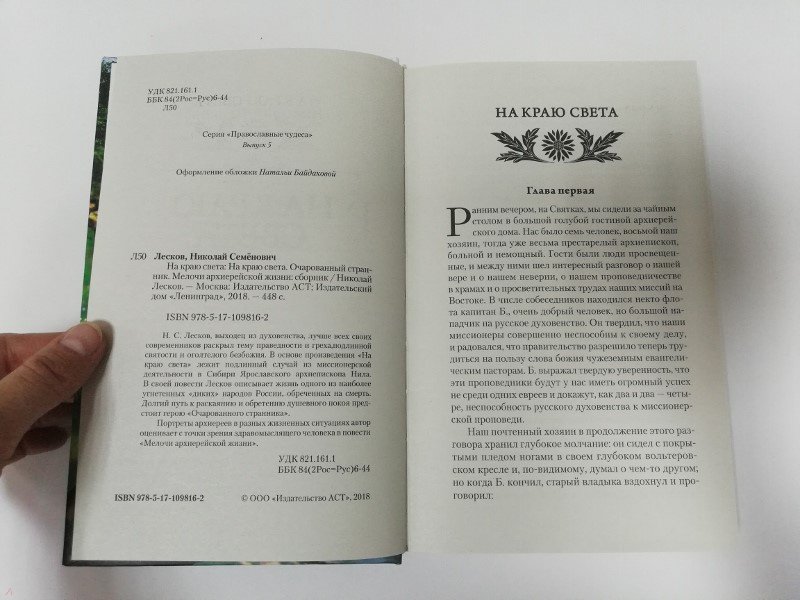 УДК 821.161.1
ББК 84(2Рос=Рус)6-44
Л50
Серия «Православные чудеса»
Выпуск 5
Оформление обложки Натальи Байдаховой
Л50 Лесков, Николай Семёнович
На краю света: На краю света. Очарованный стран-
ник. Мелочи архиерейской жизни: сборник / Николай
Лесков. — Москва: Издательство АСТ: Издательский
дом «Ленинград», 2018. — 448 с.
ISBN 978-5-17-109816-2
Н. С. Лесков, выходец из духовенства, лучше всех своих
современников раскрыл тему праведности и грехападдинной
святости и оголтелого безбожия. В основе произведения «На
краю света» лежит подлинный случай из миссионерской
деятельности в Сибири Ярославского архиепископа Нила.
В своей повести Лесков описывает жизнь одного из наиболее
угнетенных «диких» народов России, обреченных на смерть.
Долгий путь к раскаянию и обретению душевного покоя пред-
стоит герою «Очарованного странника».
Портреты архиереев в разных жизненных ситуациях автор
оценивает с точки зрения здравомыслящего человека в повести
«Мелочи архиерейской жизни».
УДК 821.161.1
ББК 84(2Рос=Рус)6-44
ISBN 978-5-17-109816-2 © ООО «Издательство АСТ», 2018
НА КРАЮ СВЕТА
Глава первая
Ранним вечером, на Святках, мы сидели за чайным
столом в большой голубой гостиной архиерей-
ского дома. Нас было семь человек, восьмой наш
хозяин, тогда уже весьма престарелый архиепископ,
больной и немощный. Гости были люди просвещен-
ные, и между ними шел интересный разговор о нашей
вере и о нашем неверии, о нашем проповедничестве
в храмах и о просветительных трудах наших миссий на
Востоке. В числе собеседников находился некто фло-
та капитан Б., очень добрый человек, но большой на-
падчик на русское духовенство. Он твердил, что наши
миссионеры совершенно неспособны к своему делу,
и радовался, что правительство разрешило теперь тру-
диться на пользу слова божия чужеземным евангели-
ческим пасторам. Б. выражал твердую уверенность, что
эти проповедники будут у нас иметь огромный успех
не среди одних евреев и докажут, как два и два — четы-
ре, неспособность русского духовенства к миссионер-
ской проповеди.
Наш почтенный хозяин в продолжение этого раз-
говора хранил глубокое молчание: он сидел с покры-
тыми пледом ногами в своем глубоком вольтеров-
ском кресле и, по-видимому, думал о чем-то другом;
но когда Б. кончил, старый владыка вздохнул и про-
говорил: